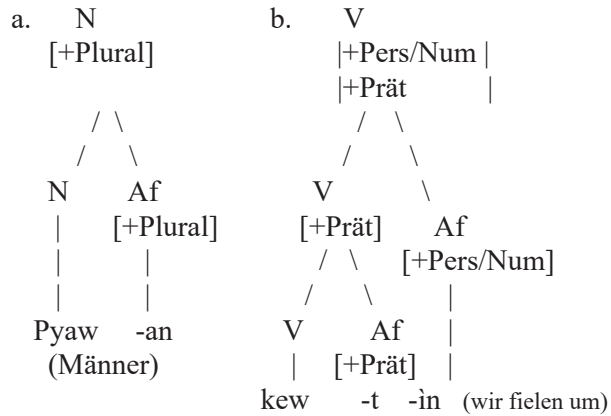 a. N b. V
[+Plural] |+Pers/Num |
|+Prät |
/ \ / \
/ \ / \
N Af V \
| [+Plural] [+Prät] Af
| | / \ [+Pers/Num]
| | / \ |
Pyaw -an V Af |
(Männer) | [+Prät] |
kew -t -ìn (wir fielen um)